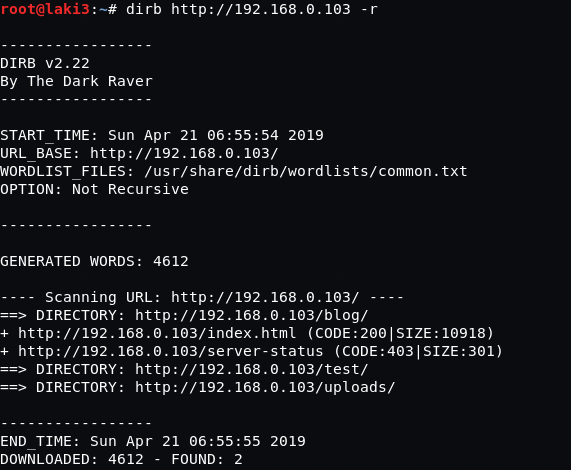 root@laki3:~# dirb http://192.168.0.103 -r
-----------------
DIRB v2.22
By The Dark Raver
-----------------
START_TIME: Sun Apr 21 06:55:54 2019
URL_BASE: http://192.168.0.103/
WORDLIST_FILES: /usr/share/dirb/wordlists/common.txt
OPTION: Not Recursive
-----------------
GENERATED WORDS: 4612
---- Scanning URL: http://192.168.0.103/ ----
==> DIRECTORY: http://192.168.0.103/blog/
+ http://192.168.0.103/index.html (CODE:200|SIZE:10918)
+ http://192.168.0.103/server-status (CODE:403|SIZE:301)
==> DIRECTORY: http://192.168.0.103/test/
==> DIRECTORY: http://192.168.0.103/uploads/
-----------------
END_TIME: Sun Apr 21 06:55:55 2019
DOWNLOADED: 4612 - FOUND: 2